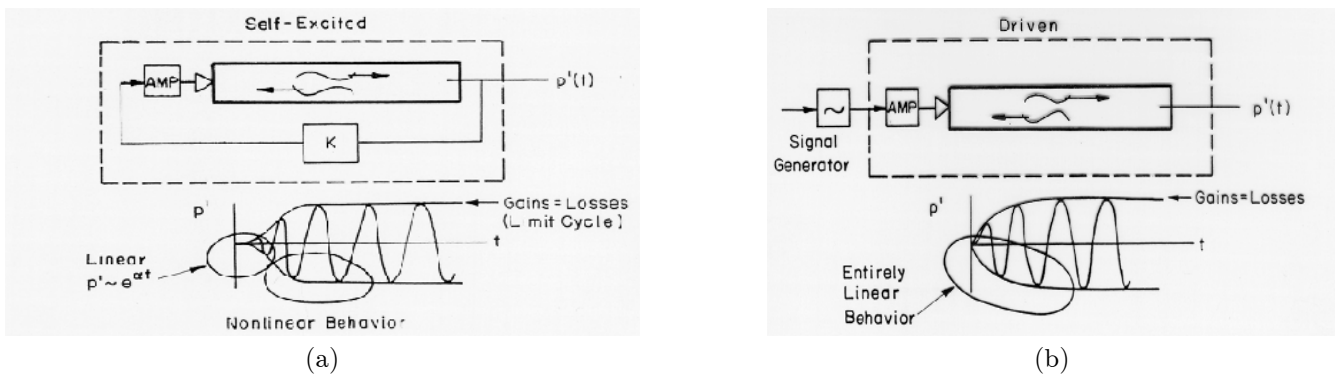 Self-Excited
AMP
p'(t)
K
p'
Gains=Losses
(Limit Cycle)
t
Linear
p'~e^αt
Nonlinear Behavior
(a)
Driven
AMP
~
p'(t)
Signal
Generator
p'
Gains=Losses
t
Entirely
Linear
Behavior
(b)